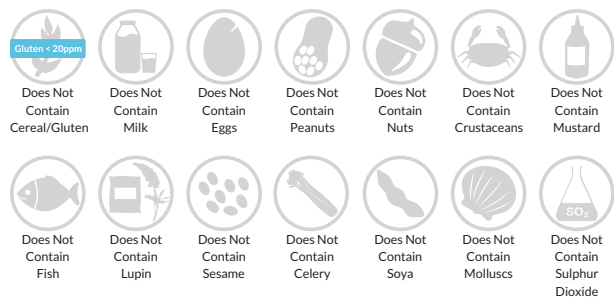 Gluten < 20ppm
Does Not
Contain
Cereal/Gluten
Does Not
Contain
Milk
Does Not
Contain
Eggs
Does Not
Contain
Peanuts
Does Not
Contain
Nuts
Does Not
Contain
Crustaceans
Does Not
Contain
Mustard
SO₂
Does Not
Contain
Fish
Does Not
Contain
Lupin
Does Not
Contain
Sesame
Does Not
Contain
Celery
Does Not
Contain
Soya
Does Not
Contain
Molluscs
Does Not
Contain
Sulphur
Dioxide